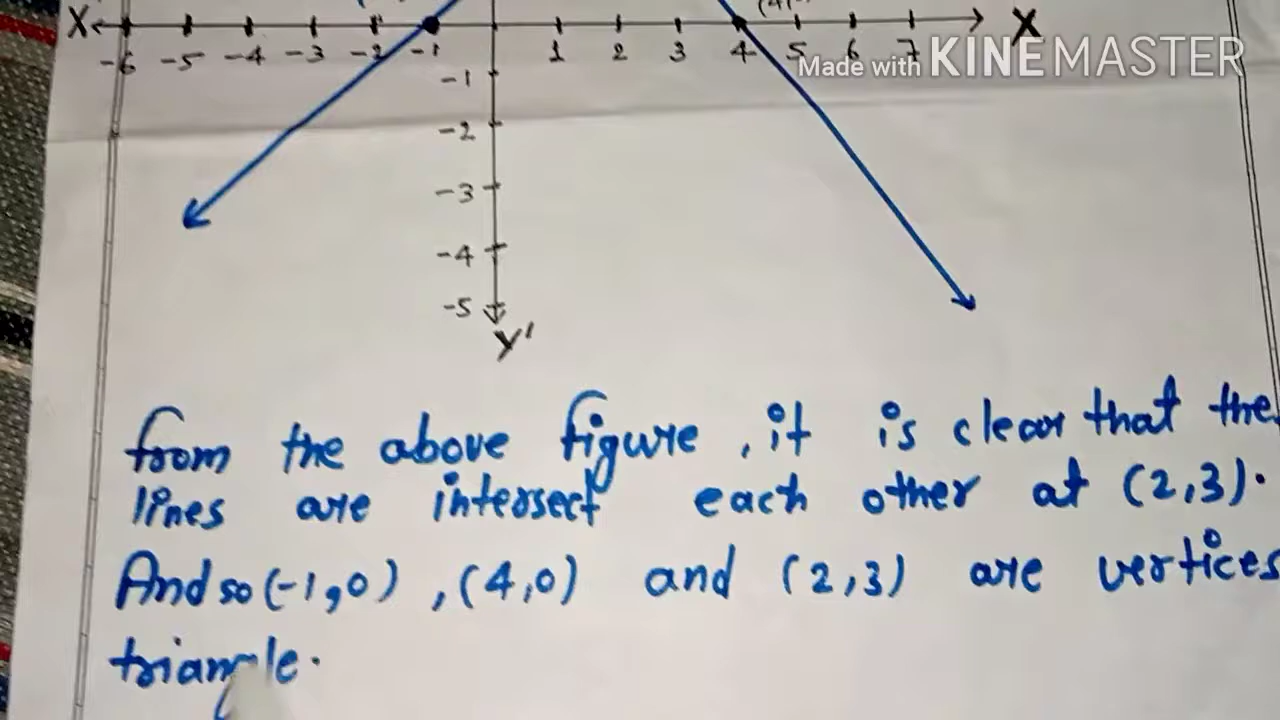 X
-6 -5 -4 -3 -2 -1 1 2 3 4 5 6 7
X
Made with KINEMASTER
-1
-2
-3
-4
-5
Y'
from the above figure, it is clear that the
lines are intersect each other at (2,3).
And so (-1,0), (4,0) and (2,3) are vertices
triangle.